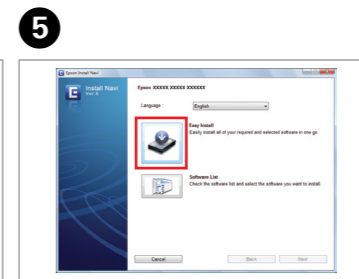 5
Epson Install Navi
Install Navi
Ver.
Epson XXXXX XXXXX XXXXXX
Language :
English
Easy Install
Easily install all of your required and selected software in one go.
Software List
Check the software list and select the software you want to install.
Cancel
Back
Next